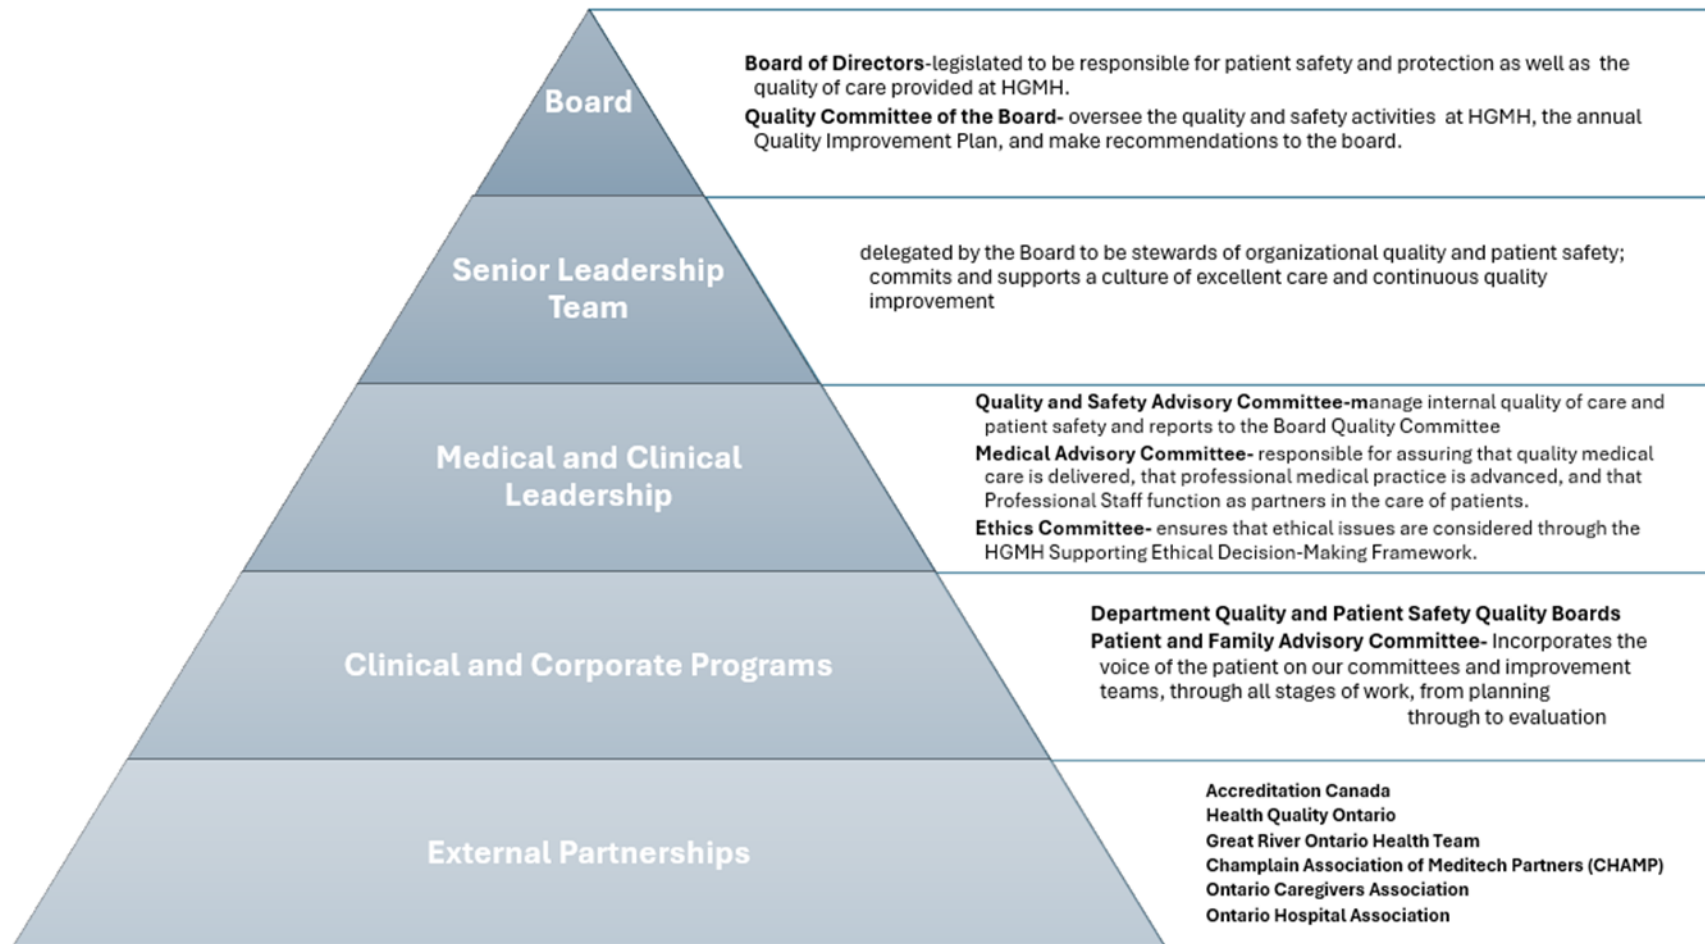 Board
Board of Directors-legislated to be responsible for patient safety and protection as well as the
quality of care provided at HGMH.
Quality Committee of the Board- oversee the quality and safety activities at HGMH, the annual
Quality Improvement Plan, and make recommendations to the board.
Senior Leadership
Team
delegated by the Board to be stewards of organizational quality and patient safety;
commits and supports a culture of excellent care and continuous quality
improvement
Medical and Clinical
Leadership
Quality and Safety Advisory Committee-manage internal quality of care and
patient safety and reports to the Board Quality Committee
Medical Advisory Committee- responsible for assuring that quality medical
care is delivered, that professional medical practice is advanced, and that
Professional Staff function as partners in the care of patients.
Ethics Committee- ensures that ethical issues are considered through the
HGMH Supporting Ethical Decision-Making Framework.
Clinical and Corporate Programs
Department Quality and Patient Safety Quality Boards
Patient and Family Advisory Committee- Incorporates the
voice of the patient on our committees and improvement
teams, through all stages of work, from planning
through to evaluation
External Partnerships
Accreditation Canada
Health Quality Ontario
Great River Ontario Health Team
Champlain Association of Meditech Partners (CHAMP)
Ontario Caregivers Association
Ontario Hospital Association